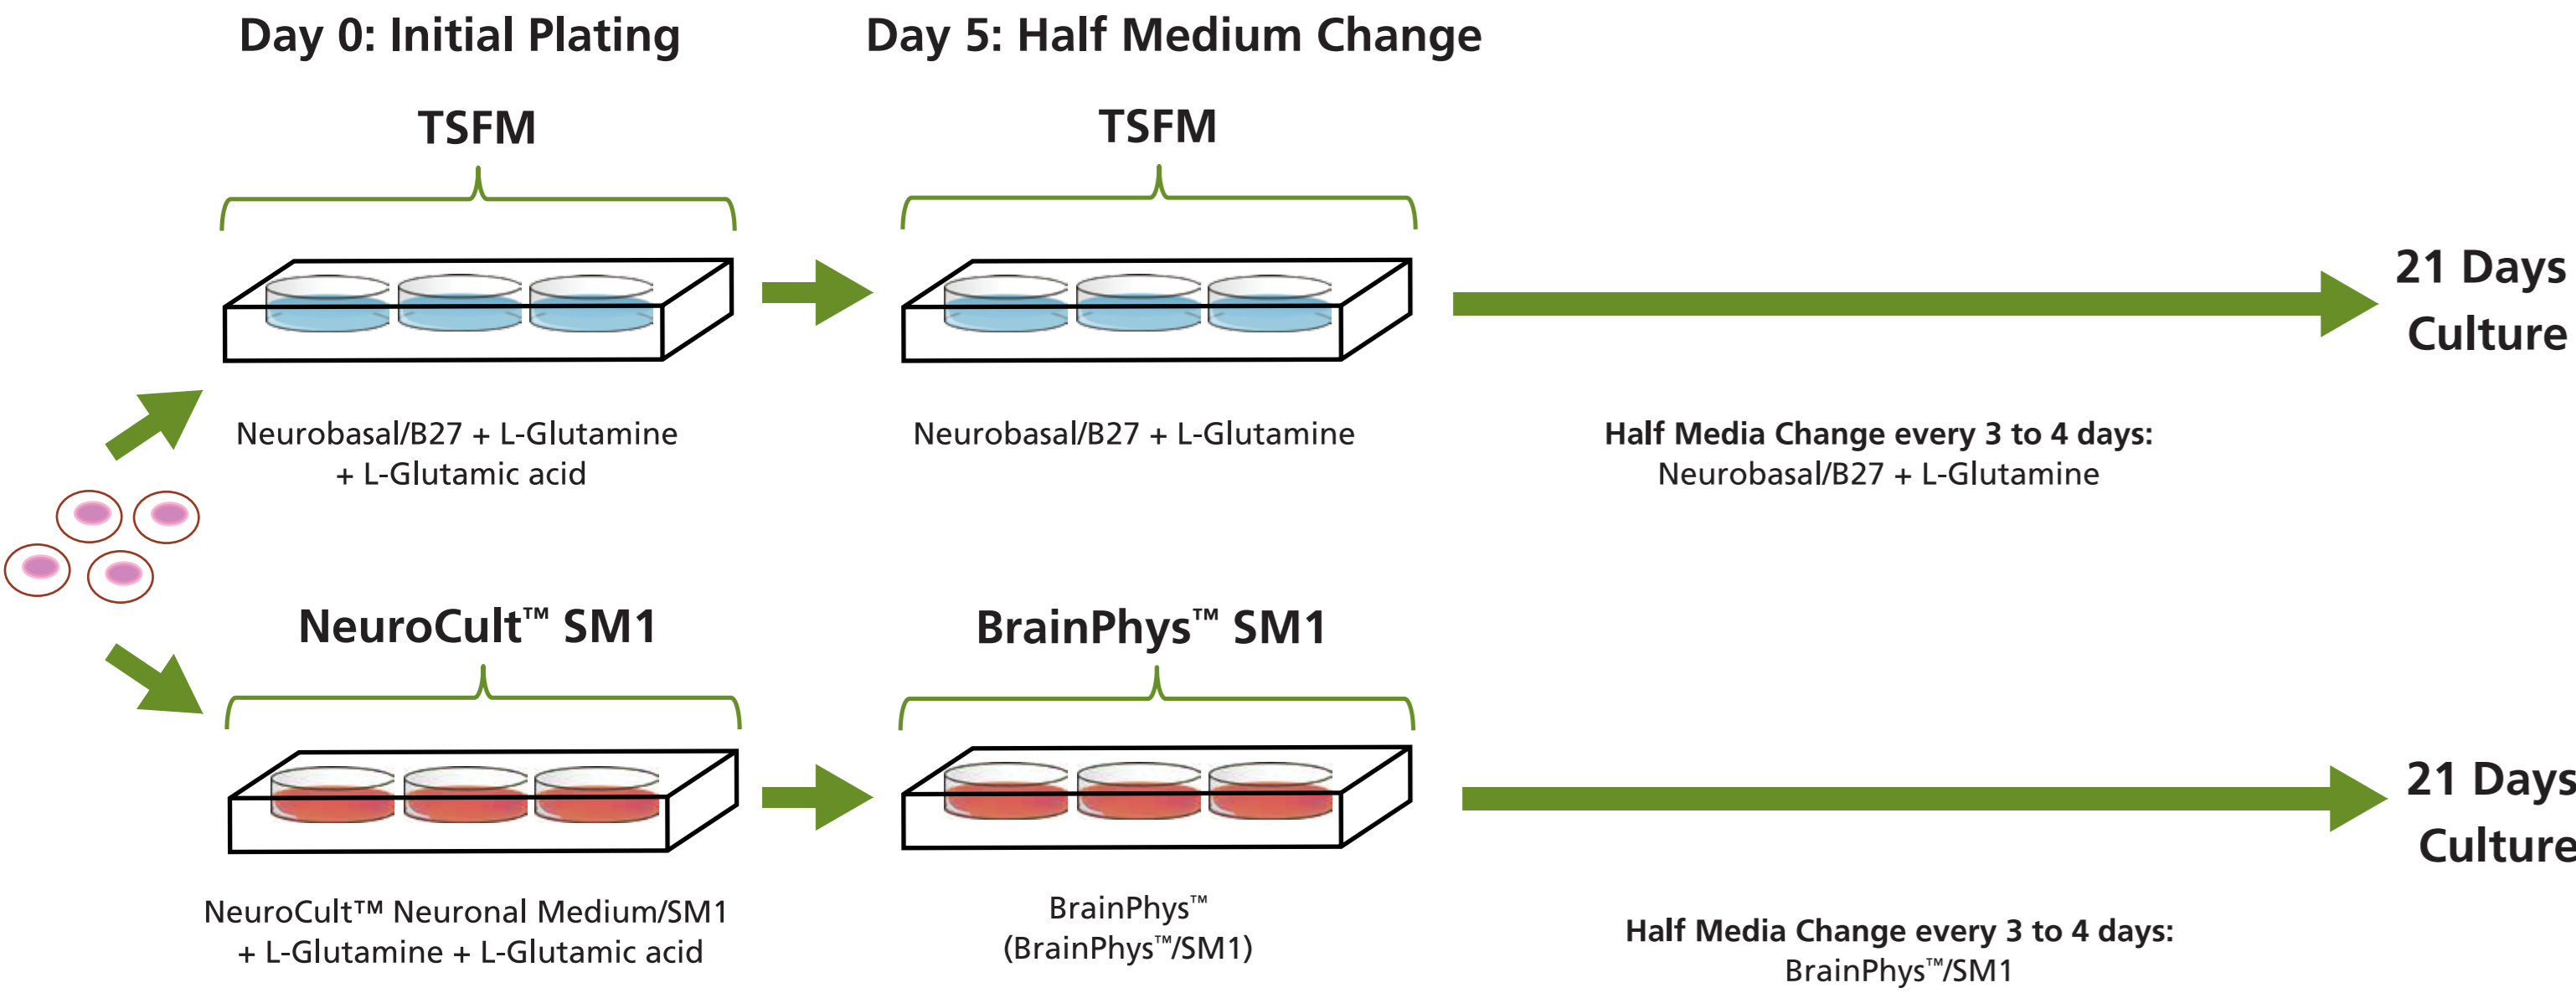 Day 0: Initial Plating
Day 5: Half Medium Change
TSFM
TSFM
21 Days
Culture
Neurobasal/B27 + L-Glutamine
+ L-Glutamic acid
Neurobasal/B27 + L-Glutamine
Half Media Change every 3 to 4 days:
Neurobasal/B27 + L-Glutamine
NeuroCult™ SM1
BrainPhys™ SM1
21 Days
Culture
NeuroCult™ Neuronal Medium/SM1
+ L-Glutamine + L-Glutamic acid
BrainPhys™
(BrainPhys™/SM1)
Half Media Change every 3 to 4 days:
BrainPhys™/SM1